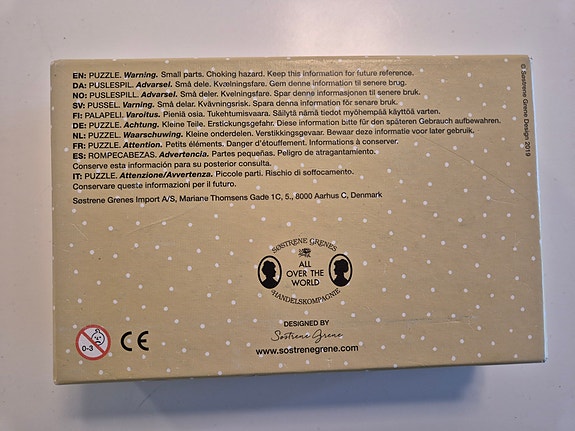 EN: PUZZLE. Warning. Small parts. Choking hazard. Keep this information for future reference.
DA: PUSLESPIL. Advarsel. Små dele. Kvælningsfare. Gem denne information til senere brug.
NO: PUSLESPILL. Advarsel. Små deler. Kvelningsfare. Spar denne informasjonen til senere bruk.
SV: PUSSEL. Varning. Små delar. Kvävningsrisk. Spara denna information för senare bruk.
FI: PALAPELI. Varoitus. Pieniä osia. Tukehtumisvaara. Säilytä nämä tiedot myöhempää käyttöä varten.
DE: PUZZLE. Achtung. Kleine Teile. Erstickungsgefahr. Diese information bitte für den späteren Gebrauch aufbewahren.
NL: PUZZEL. Waarschuwing. Kleine onderdelen. Verstikkingsgevaar. Bewaar deze informatie voor later gebruik.
FR: PUZZLE. Attention. Petits éléments. Danger d'étouffement. Informations à conserver.
ES: ROMPECABEZAS. Advertencia. Partes pequeñas. Peligro de atragantamiento.
Conserve esta información para su posterior consulta.
IT: PUZZLE. Attenzione/Avvertenza. Piccole parti. Rischio di soffocamento.
Conservare queste informazioni per il futuro.
Søstrene Grenes Import A/S, Mariane Thomsens Gade 1C, 5., 8000 Aarhus C, Denmark
© Søstrene Grene Design 2019
SØSTRENE GRENES
ALL
OVER THE
WORLD
HANDELSKOMPAGNIE
0-3
CE
DESIGNED BY
Søstrene Grene
www.sostrenegrene.com